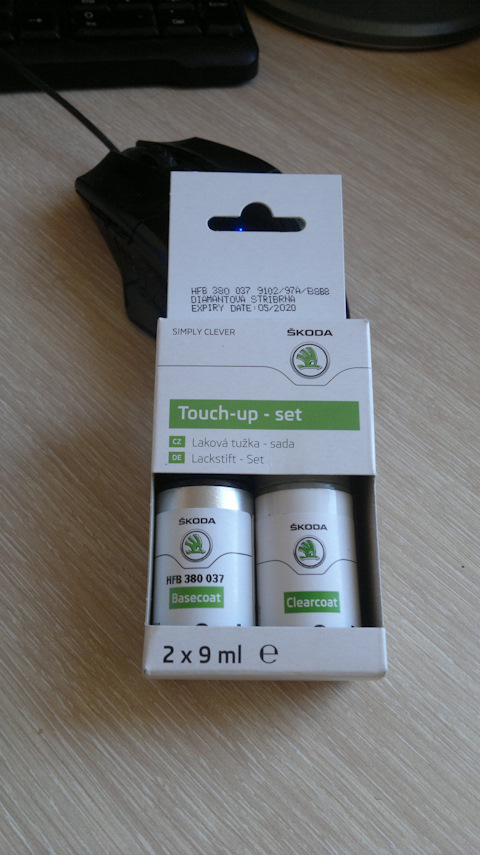 HFB 380 037 9102/97A/B8B8
DIAMANTOVA STRIBRNA
EXPIRY DATE:05/2020
SIMPLY CLEVER
ŠKODA
Touch-up - set
CZ Laková tužka - sada
DE Lackstift - Set
ŠKODA
HFB 380 037
Basecoat
ŠKODA
Clearcoat
2 x 9 ml ℮